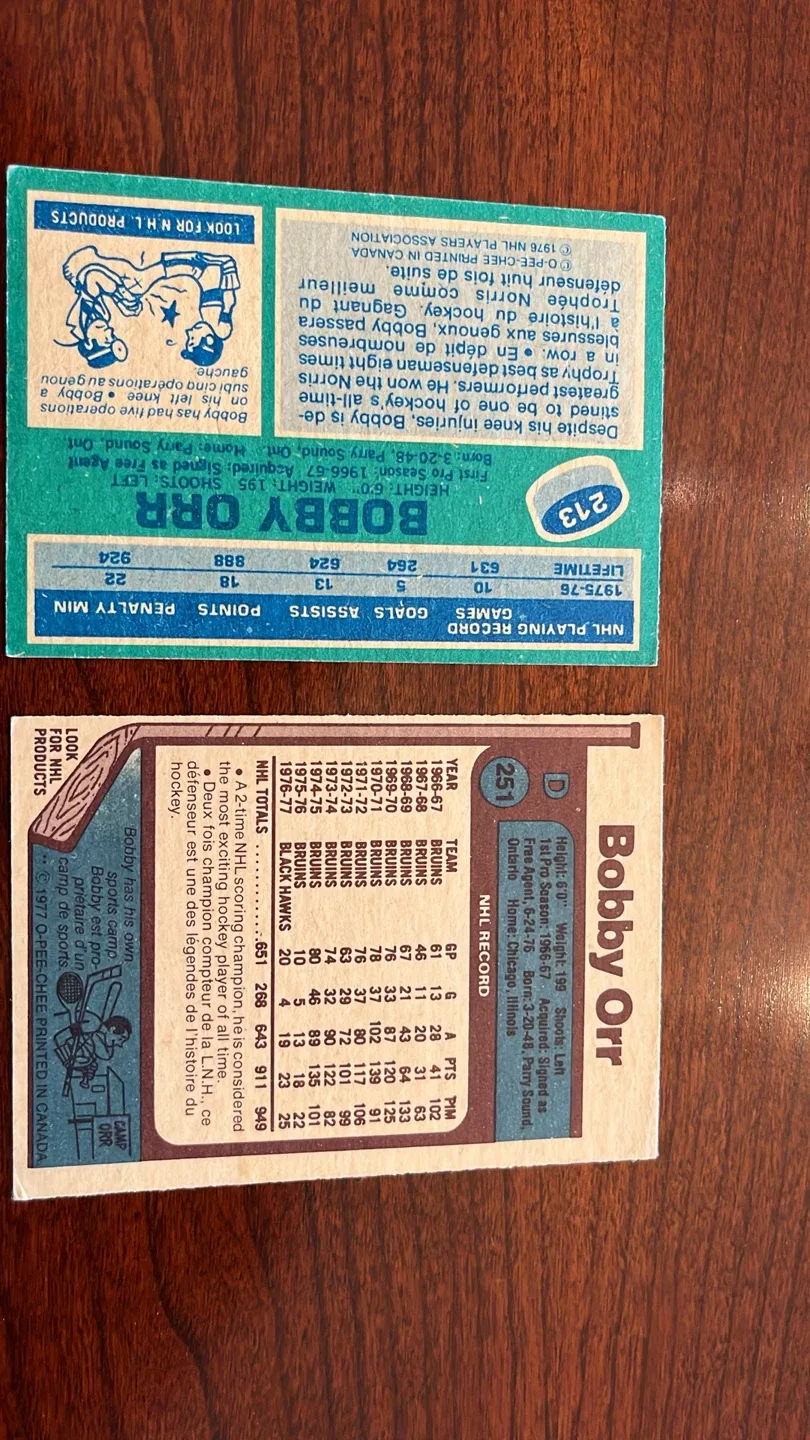 NHL PLAYING RECORD GAMES GOALS ASSISTS POINTS PENALTY MIN
1975-76 10 5 13 18 22
LIFETIME 631 264 624 888 924
213
BOBBY ORR
HEIGHT: 6'0" WEIGHT: 195 SHOOTS: LEFT
First Pro Season: 1966-67 Acquired: Signed as Free Agent
Born: 3-20-48, Parry Sound, Ont. Home: Parry Sound, Ont.
Despite his knee injuries, Bobby is de-
stined to be one of hockey's all-time
greatest performers. He won the Norris
Trophy as best defenseman eight times
in a row. • En dépit de nombreuses
blessures aux genoux, Bobby passera
à l'histoire du hockey. Gagnant du
Trophée Norris comme meilleur
défenseur huit fois de suite.
© O-PEE-CHEE PRINTED IN CANADA
© 1976 NHL PLAYERS ASSOCIATION
Bobby has had five operations
on his left knee • Bobby a
subi cinq opérations au genou
gauche.
LOOK FOR N.H.L. PRODUCTS
Bobby Orr
D
251
Height: 6'0" Weight: 199 Shoots: Left
1st Pro Season: 1966-67 Acquired: Signed as
Free Agent, 6-24-76 Born: 3-20-48, Parry Sound,
Ontario Home: Chicago, Illinois
NHL RECORD
YEAR TEAM GP G A PTS PIM
1966-67 BRUINS 61 13 28 41 102
1967-68 BRUINS 46 11 20 31 63
1968-69 BRUINS 67 21 43 64 133
1969-70 BRUINS 76 33 87 120 125
1970-71 BRUINS 78 37 102 139 91
1971-72 BRUINS 76 37 80 117 106
1972-73 BRUINS 63 29 72 101 99
1973-74 BRUINS 74 32 90 122 82
1974-75 BRUINS 80 46 89 135 101
1975-76 BRUINS 10 5 13 18 22
1976-77 BLACK HAWKS 20 4 19 23 25
NHL TOTALS ............ 651 268 643 911 949
• A 2-time NHL scoring champion, he is considered
the most exciting hockey player of all time.
• Deux fois champion compteur de la L.N.H., ce
défenseur est une des légendes de l'histoire du
hockey.
LOOK
FOR NHL
PRODUCTS
Bobby has his own
sports camp.
Bobby est pro-
priétaire d'un
camp de sports
CAMP
ORR
** © 1977 O-PEE-CHEE PRINTED IN CANADA